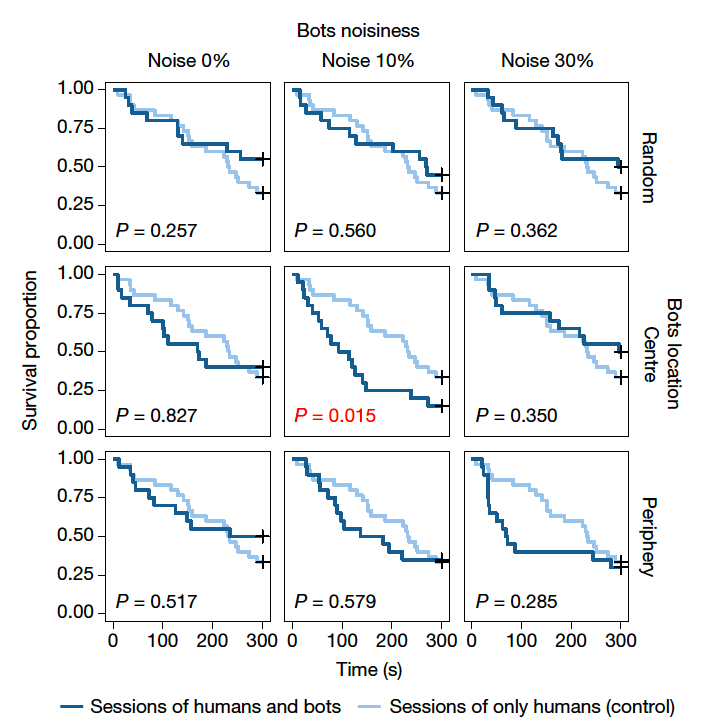 Bots noisiness
Noise 0% Noise 10% Noise 30%
1.00
0.75
0.50
0.25
0.00
P = 0.257
P = 0.560
P = 0.362
Random
1.00
0.75
0.50
0.25
0.00
P = 0.827
P = 0.015
P = 0.350
Centre
Bots location
Survival proportion
1.00
0.75
0.50
0.25
0.00
P = 0.517
P = 0.579
P = 0.285
Periphery
0 100 200 300 0 100 200 300 0 100 200 300
Time (s)
Sessions of humans and bots Sessions of only humans (control)